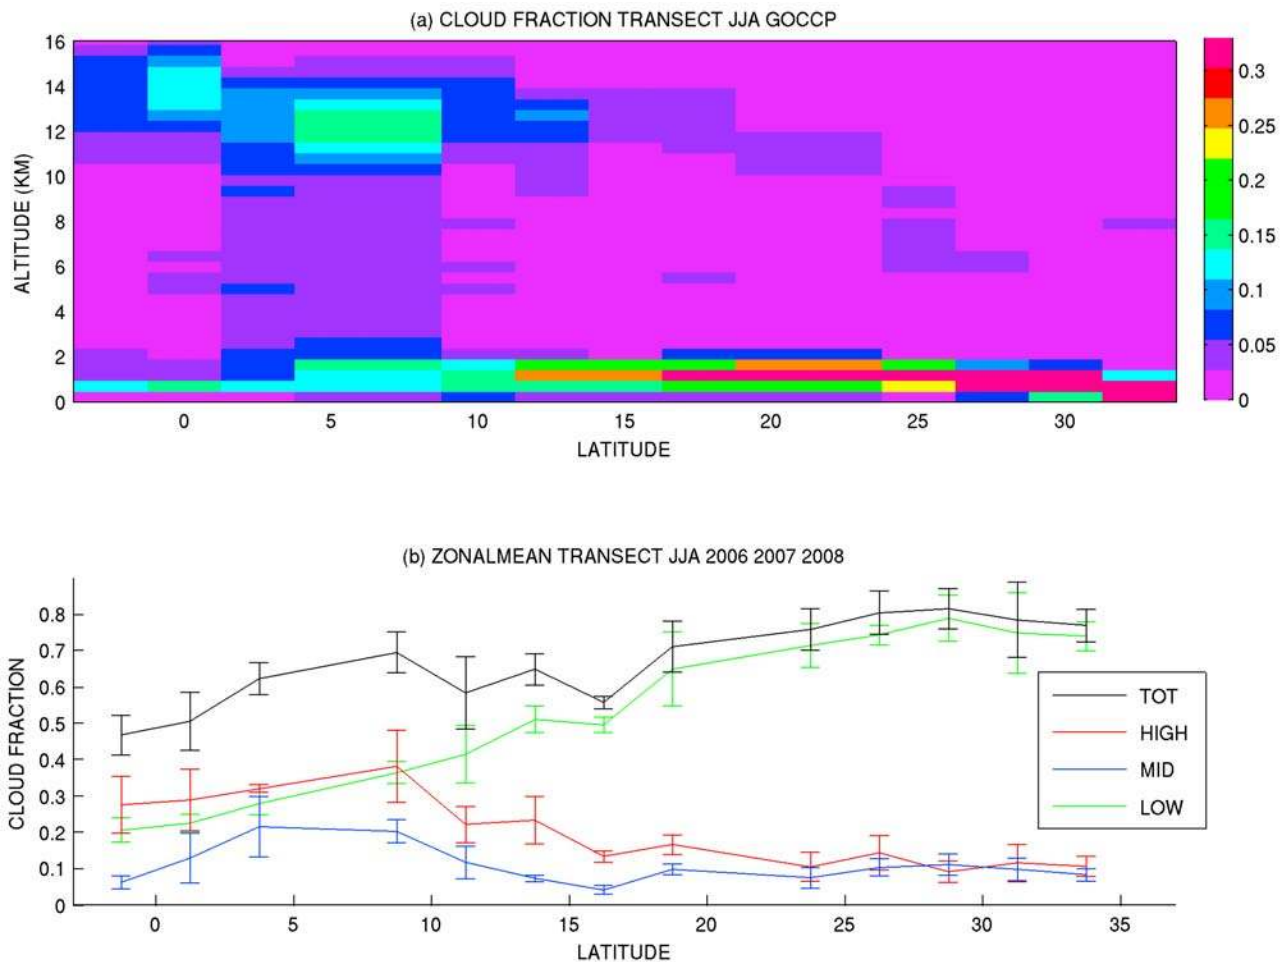 (a) CLOUD FRACTION TRANSECT JJA GOCCP
16
14
12
10
8
6
4
2
0
ALTITUDE (KM)
0 5 10 15 20 25 30
LATITUDE
0.3
0.25
0.2
0.15
0.1
0.05
0
(b) ZONALMEAN TRANSECT JJA 2006 2007 2008
0.8
0.7
0.6
0.5
0.4
0.3
0.2
0.1
0
CLOUD FRACTION
TOT
HIGH
MID
LOW
0 5 10 15 20 25 30 35
LATITUDE